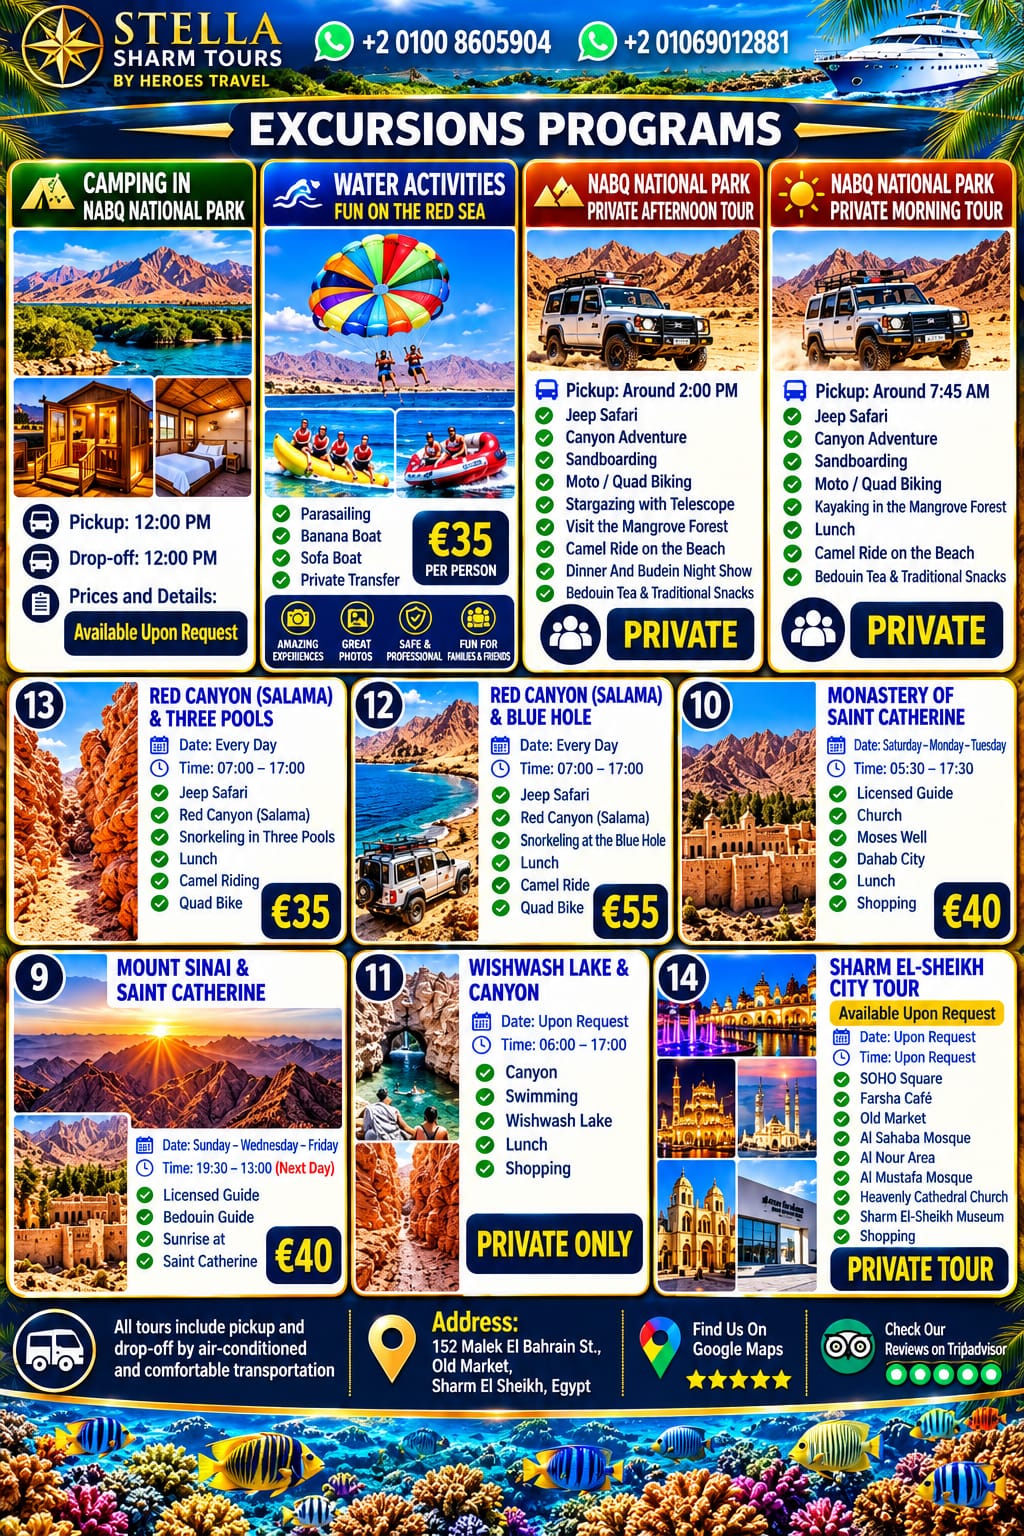 STELLA
SHARM TOURS
BY HEROES TRAVEL
+2 0100 8605904
+2 01069012881
EXCURSIONS PROGRAMS
CAMPING IN
NABQ NATIONAL PARK
Pickup: 12:00 PM
Drop-off: 12:00 PM
Prices and Details:
Available Upon Request
WATER ACTIVITIES
FUN ON THE RED SEA
Parasailing
Banana Boat
Sofa Boat
Private Transfer
€35
PER PERSON
AMAZING
EXPEIIENCES
GREAT
PHOTOS
SAFE &
PROFESSIONAL
FUN FOR
FAMILIES & FRIENDS
NABQ NATIONAL PARK
PRIVATE AFTERNOON TOUR
Pickup: Around 2:00 PM
Jeep Safari
Canyon Adventure
Sandboarding
Moto / Quad Biking
Stargazing with Telescope
Visit the Mangrove Forest
Camel Ride on the Beach
Dinner And Budein Night Show
Bedouin Tea & Traditional Snacks
PRIVATE
NABQ NATIONAL PARK
PRIVATE MORNING TOUR
Pickup: Around 7:45 AM
Jeep Safari
Canyon Adventure
Sandboarding
Moto / Quad Biking
Kayaking in the Mangrove Forest
Lunch
Camel Ride on the Beach
Bedouin Tea & Traditional Snacks
PRIVATE
13
RED CANYON (SALAMA)
& THREE POOLS
Date: Every Day
Time: 07:00 – 17:00
Jeep Safari
Red Canyon (Salama)
Snorkeling in Three Pools
Lunch
Camel Riding
Quad Bike
€35
12
RED CANYON (SALAMA)
& BLUE HOLE
Date: Every Day
Time: 07:00 – 17:00
Jeep Safari
Red Canyon (Salama)
Snorkeling at the Blue Hole
Lunch
Camel Ride
Quad Bike
€55
10
MONASTERY OF
SAINT CATHERINE
Date: Saturday – Monday – Tuesday
Time: 05:30 – 17:30
Licensed Guide
Church
Moses Well
Dahab City
Lunch
Shopping
€40
9
MOUNT SINAI &
SAINT CATHERINE
Date: Sunday – Wednesday – Friday
Time: 19:30 – 13:00 (Next Day)
Licensed Guide
Bedouin Guide
Sunrise at
Saint Catherine
€40
11
WISHWASH LAKE &
CANYON
Date: Upon Request
Time: 06:00 – 17:00
Canyon
Swimming
Wishwash Lake
Lunch
Shopping
PRIVATE ONLY
14
SHARM EL-SHEIKH
CITY TOUR
Available Upon Request
Date: Upon Request
Time: Upon Request
SOHO Square
Farsha Café
Old Market
Al Sahaba Mosque
Al Nour Area
Al Mustafa Mosque
Heavenly Cathedral Church
Sharm El-Sheikh Museum
Shopping
PRIVATE TOUR
All tours include pickup and
drop-off by air-conditioned
and comfortable transportation
Address:
152 Malek El Bahrain St.,
Old Market,
Sharm El Sheikh, Egypt
Find Us On
Google Maps
Check Our
Reviews on Tripadvisor